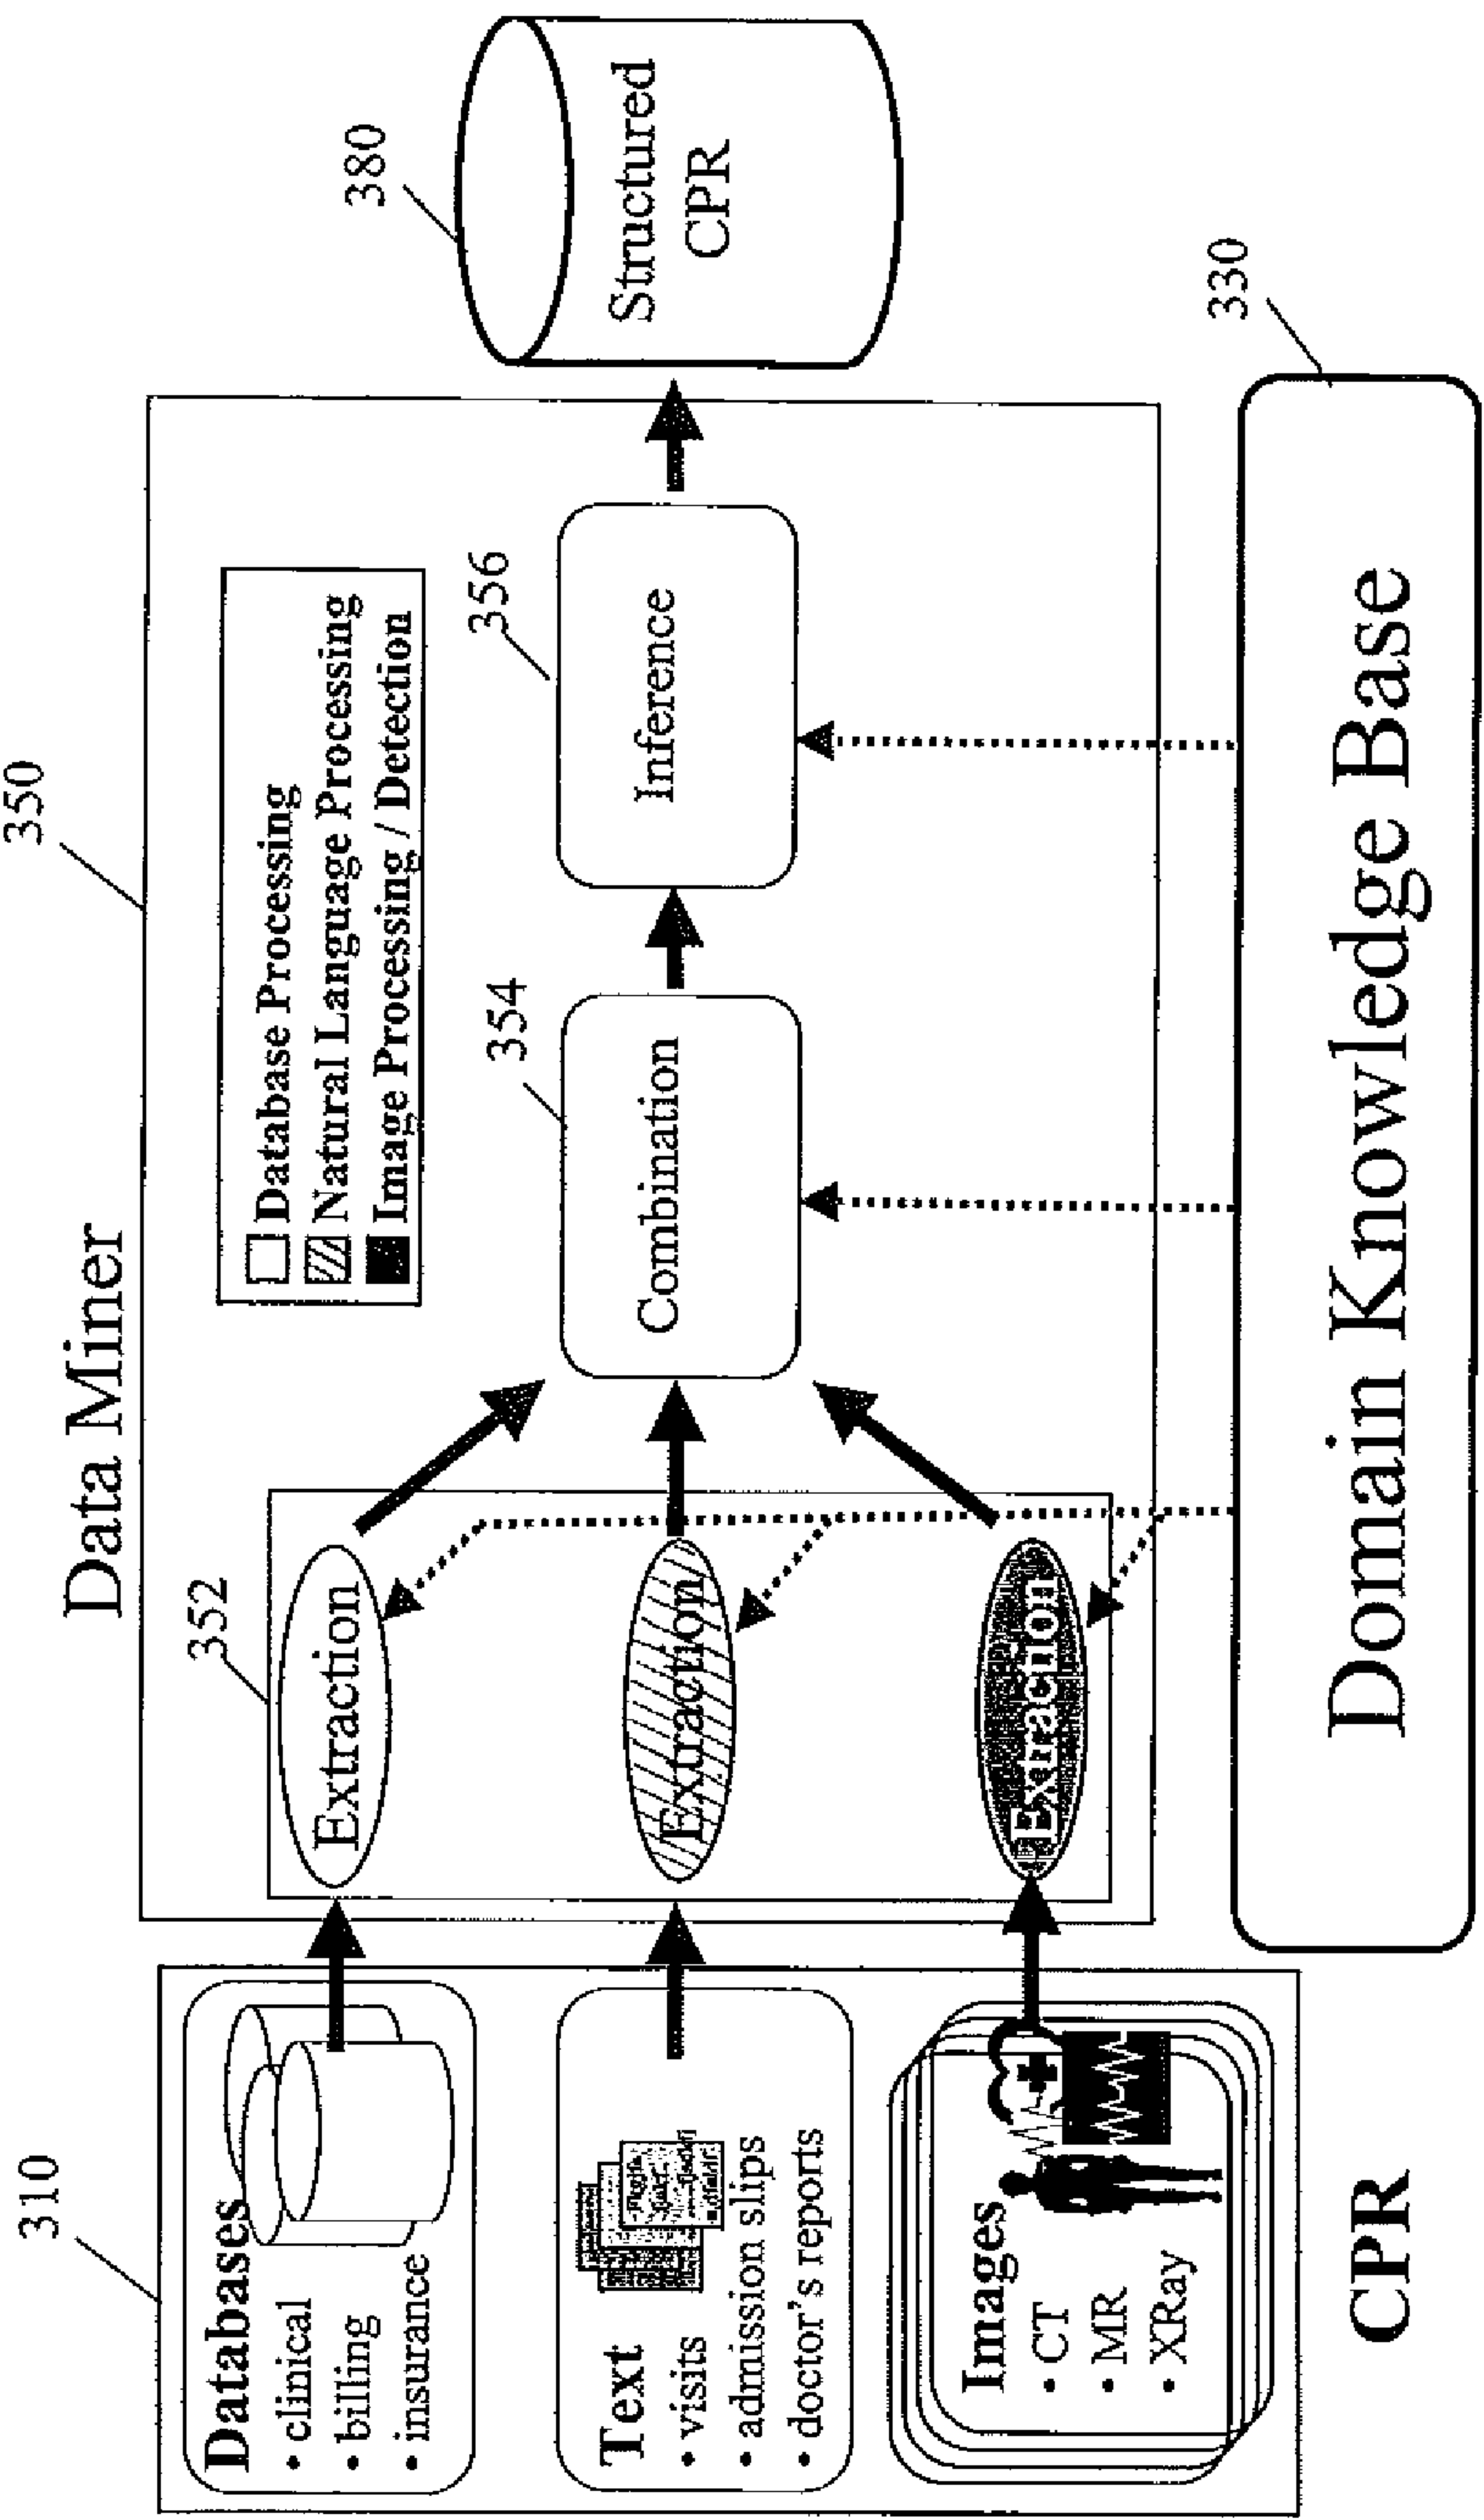 310
Databases
• clinical
• billing
• insurance
Text
• visits
• admission slips
• doctor's reports
Images
• CT
• MR
• XRay
CPR
Data Miner
350
352
Extraction
Extraction
Extraction
Database Processing
Natural Language Processing
Image Processing / Detection
354
Combination
356
Inference
380
Structured
CPR
330
Domain Knowledge Base